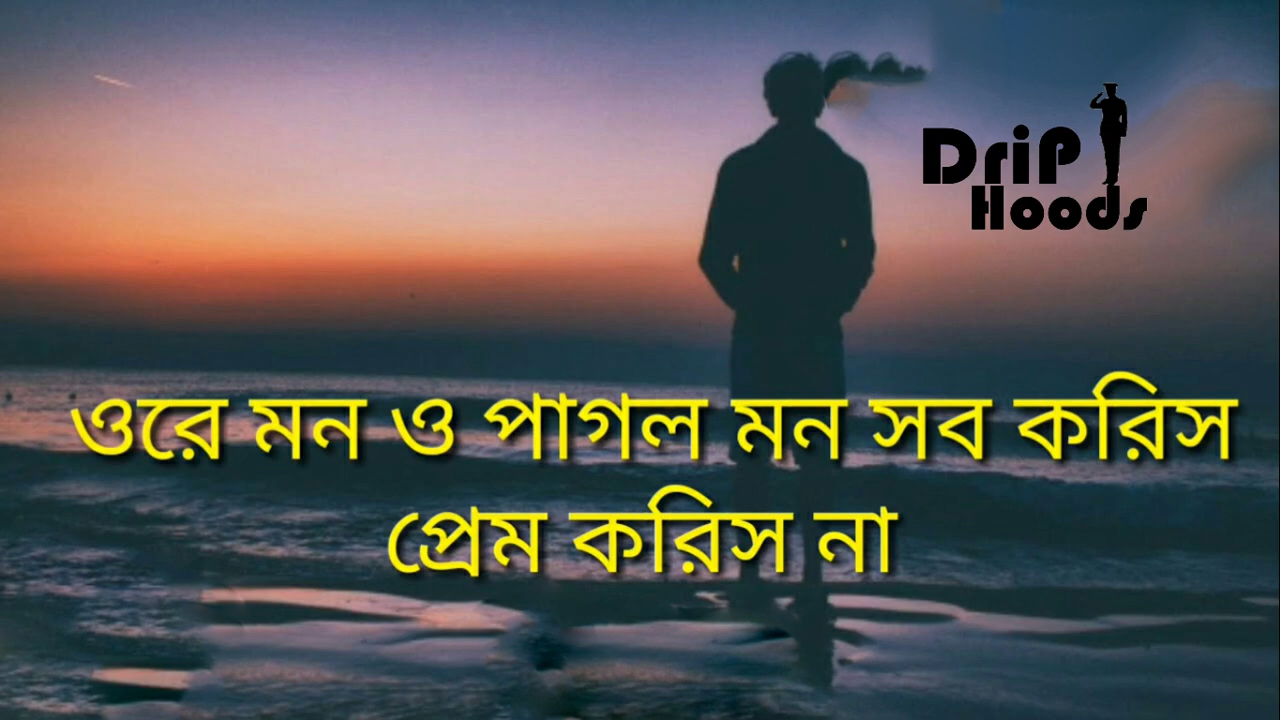 DriP
Hoods
ওরে মন ও পাগল মন সব করিস
প্রেম করিস না